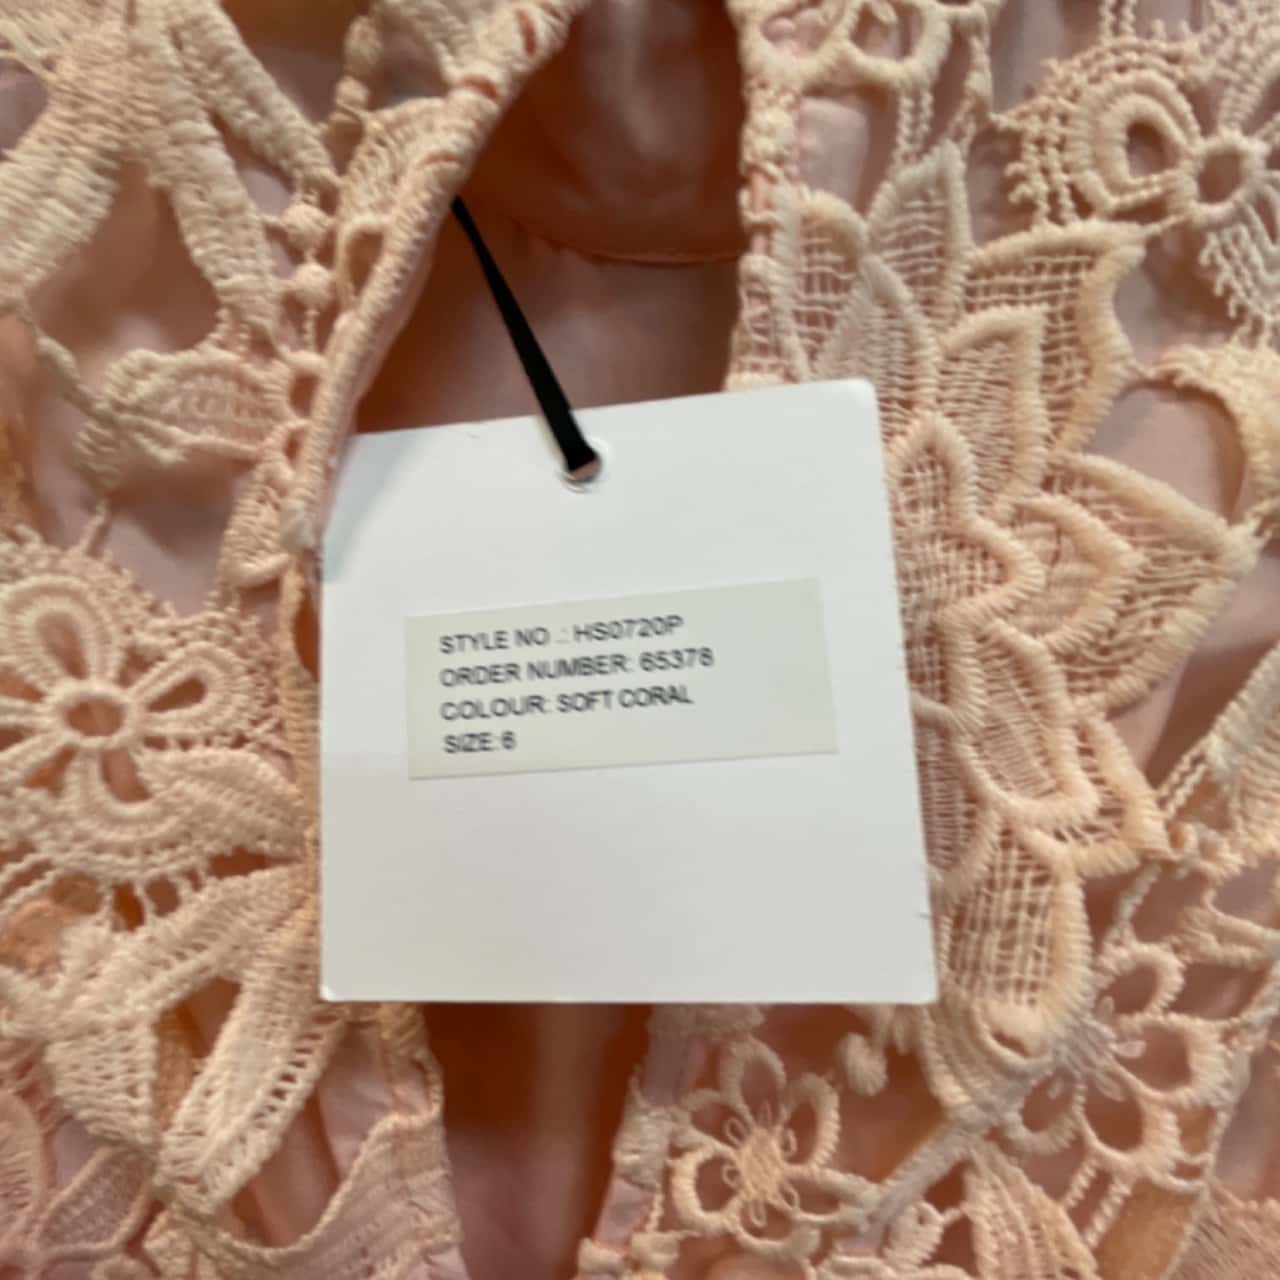 STYLE NO .: HS0720P
ORDER NUMBER: 65378
COLOUR: SOFT CORAL
SIZE: 6